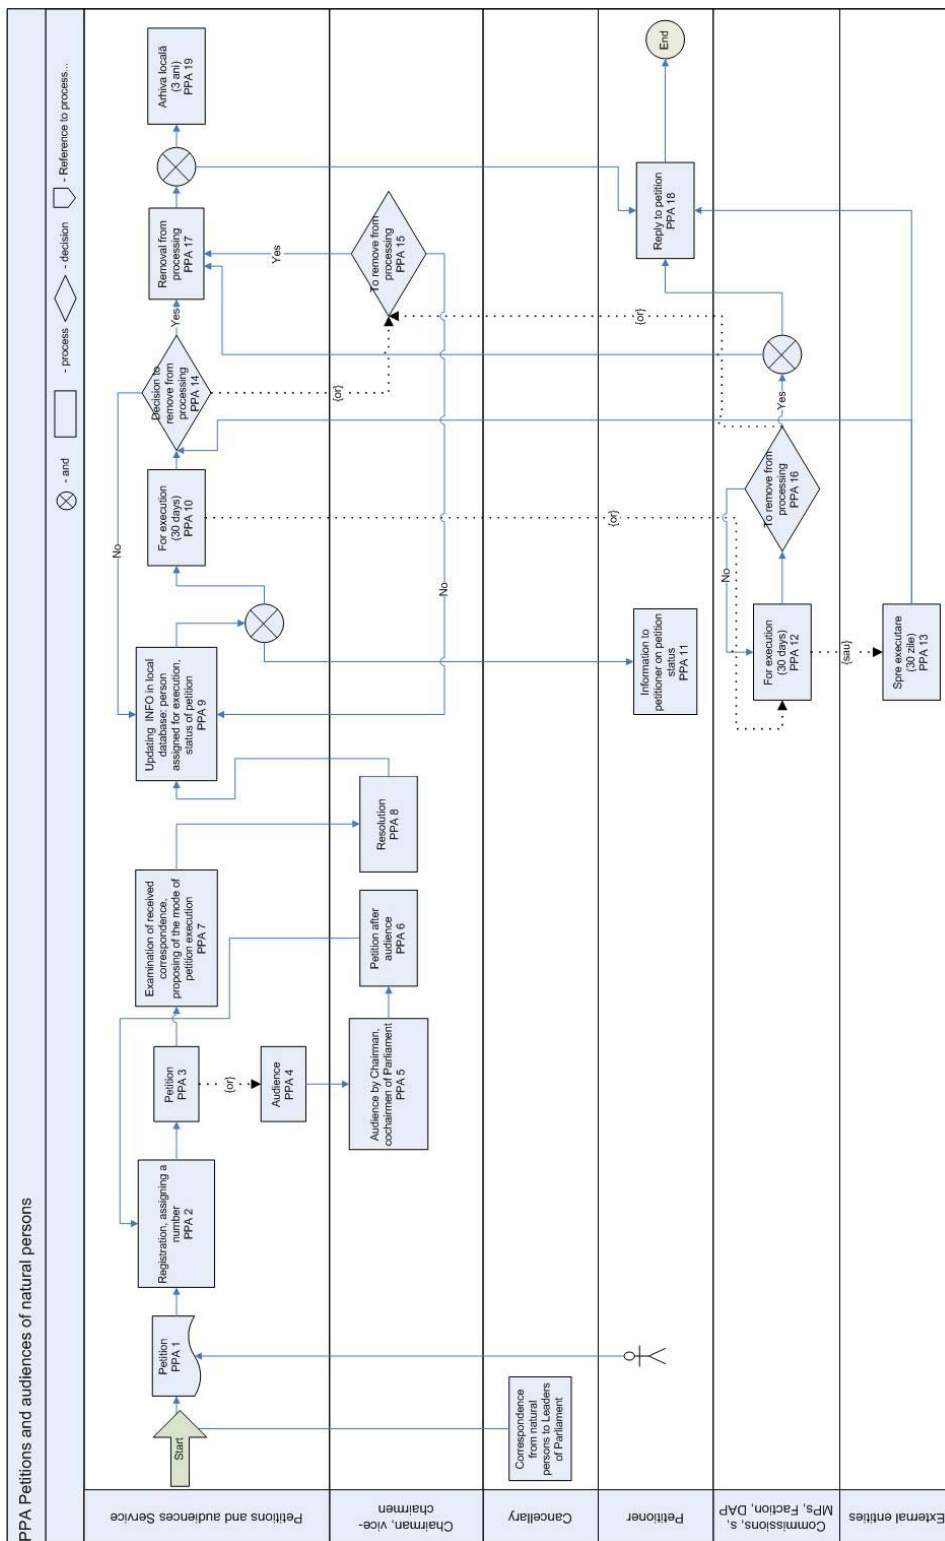 PPA Petitions and audiences of natural persons
- and
- process
- decision
- Reference to process...
Petitions and audiences Service
Start
Petition
PPA 1
Registration, assigning a
number
PPA 2
Petition
PPA 3
{or}
Audience
PPA 4
Examination of received
correspondence,
proposing of the mode of
petition execution
PPA 7
Updating INFO in local
database: person
assigned for execution,
status of petition
PPA 9
No
For execution
(30 days)
PPA 10
Decision to
remove from
processing
PPA 14
Yes
{or}
Removal from
processing
PPA 17
Arhiva locală
(3 ani)
PPA 19
Chairman, vice-
chairmen
Audience by Chairman,
cochairmen of Parliament
PPA 5
Petition after
audience
PPA 6
Resolution
PPA 8
No
To remove from
processing
PPA 15
Yes
Cancellary
Correspondence
from natural
persons to Leaders
of Parliament
Petitioner
Information to
petitioner on petition
status
PPA 11
{or}
{or}
Reply to petition
PPA 18
End
Commissions, s,
MPs, Faction, DAP
For execution
(30 days)
PPA 12
No
To remove from
processing
PPA 16
Yes
External entities
{sau}
Spre executare
(30 zile)
PPA 13